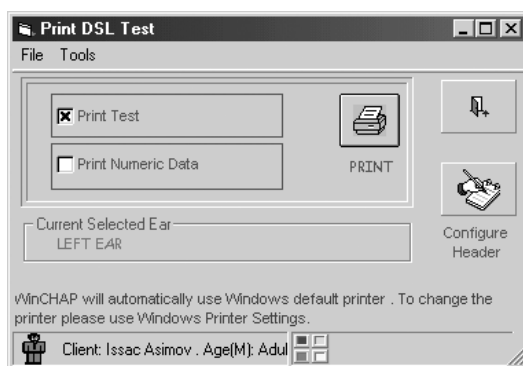 Print DSL Test
File Tools
Print Test
Print Numeric Data
PRINT
Current Selected Ear
LEFT EAR
Configure
Header
WinCHAP will automatically use Windows default printer . To change the
printer please use Windows Printer Settings.
Client: Issac Asimov . Age(M): Adul